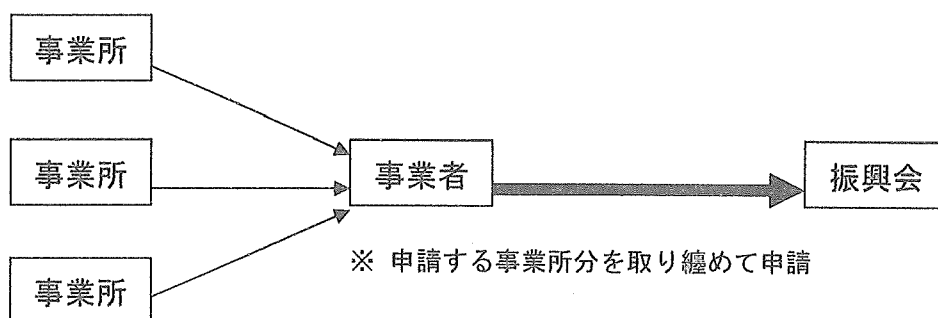 事業所
事業所
事業者
振興会
※ 申請する事業所分を取り纏めて申請
事業所